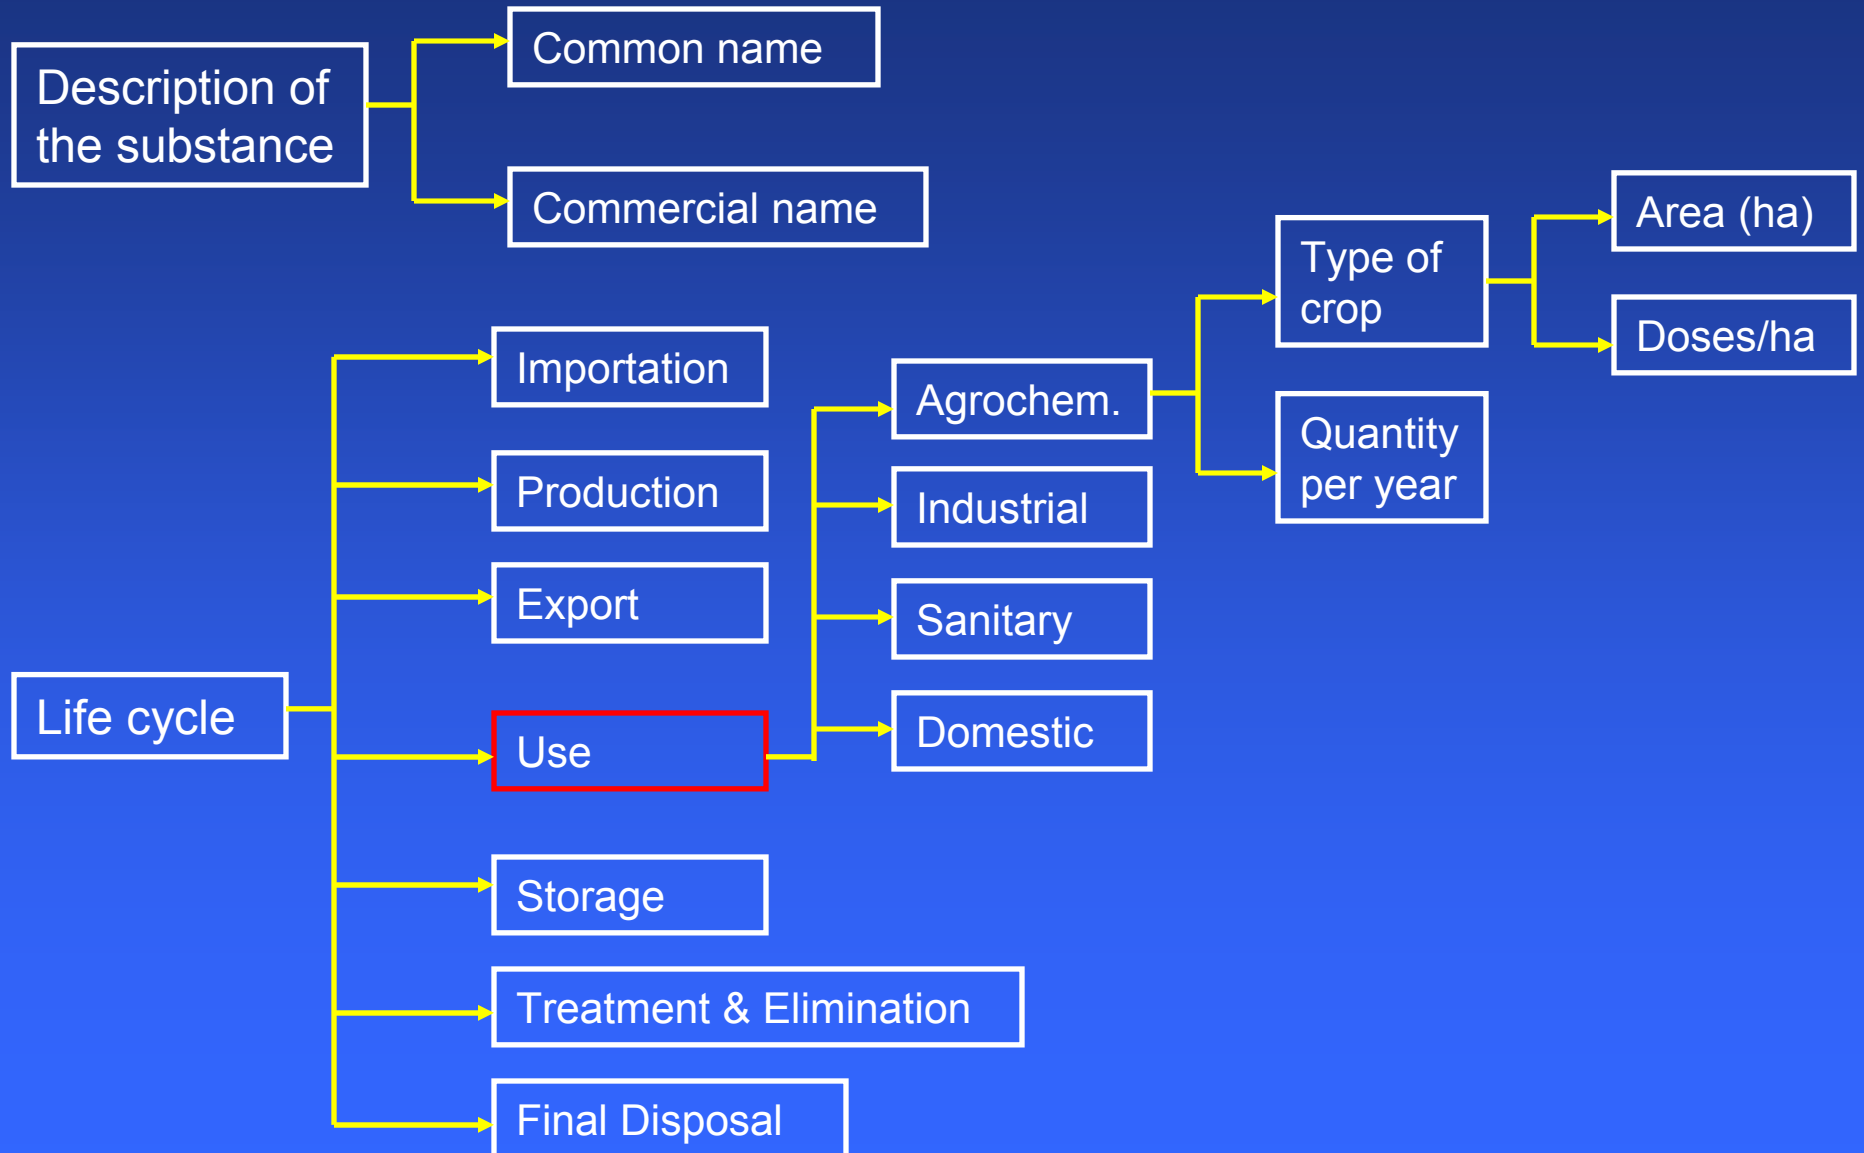 Description of
the substance
Common name
Commercial name
Life cycle
Importation
Production
Export
Use
Storage
Treatment & Elimination
Final Disposal
Agrochem.
Industrial
Sanitary
Domestic
Type of
crop
Quantity
per year
Area (ha)
Doses/ha